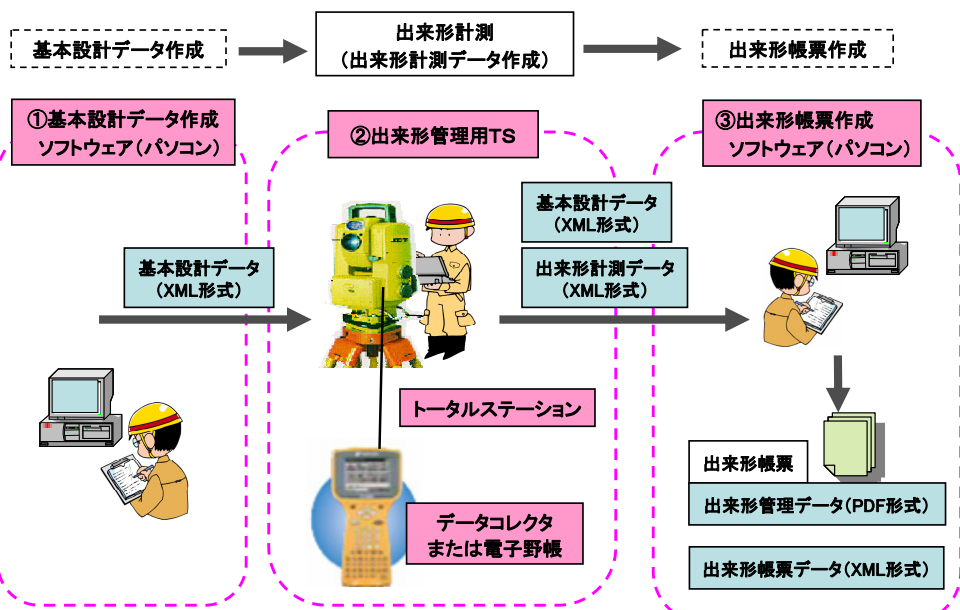 基本設計データ作成
出来形計測
(出来形計測データ作成)
出来形帳票作成
①基本設計データ作成
ソフトウェア(パソコン)
②出来形管理用TS
③出来形帳票作成
ソフトウェア(パソコン)
基本設計データ
(XML形式)
基本設計データ
(XML形式)
出来形計測データ
(XML形式)
トータルステーション
データコレクタ
または電子野帳
出来形帳票
出来形管理データ(PDF形式)
出来形帳票データ(XML形式)